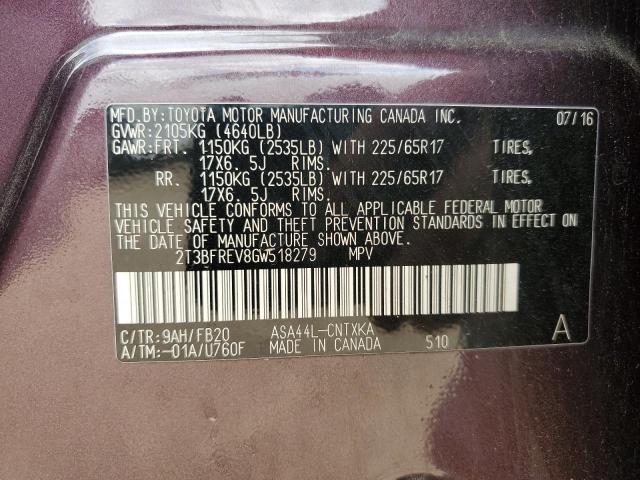 MFD.BY:TOYOTA MOTOR MANUFACTURING CANADA INC. 07/16
GVWR:2105KG (4640LB)
GAWR:FRT. 1150KG (2535LB) WITH 225/65R17 TIRES,
17X6. 5J RIMS.
RR. 1150KG (2535LB) WITH 225/65R17 TIRES,
17X6. 5J RIMS.
THIS VEHICLE CONFORMS TO ALL APPLICABLE FEDERAL MOTOR
VEHICLE SAFETY AND THEFT PREVENTION STANDARDS IN EFFECT ON
THE DATE OF MANUFACTURE SHOWN ABOVE.
2T3BFREV8GW518279 MPV
C/TR:9AH/FB20 ASA44L-CNTXKA A
A/TM:-01A/U760F MADE IN CANADA 510